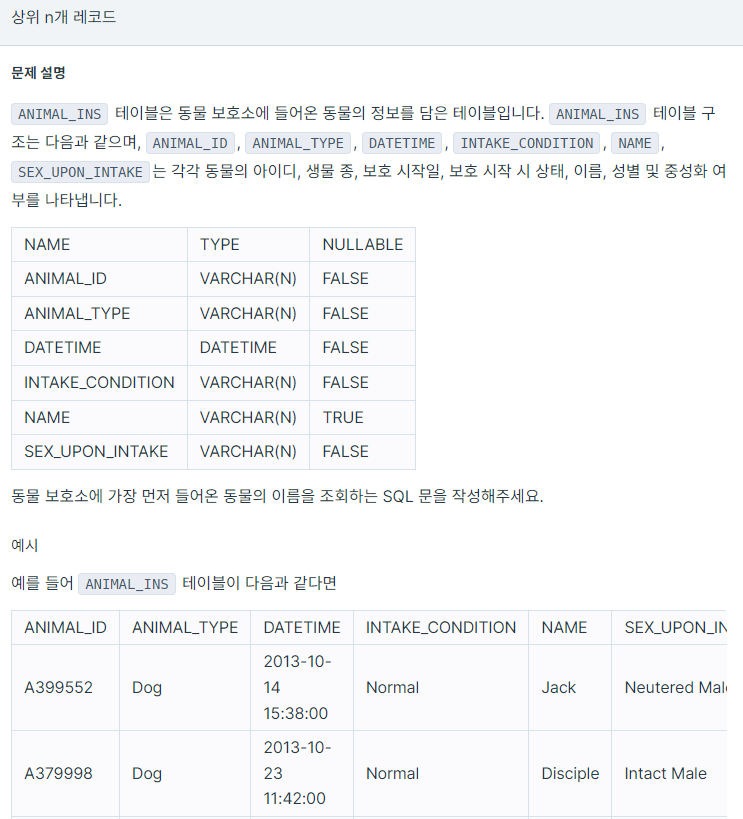 상위 n개 레코드
문제 설명
ANIMAL_INS 테이블은 동물 보호소에 들어온 동물의 정보를 담은 테이블입니다. ANIMAL_INS 테이블 구
조는 다음과 같으며, ANIMAL_ID , ANIMAL_TYPE , DATETIME , INTAKE_CONDITION , NAME ,
SEX_UPON_INTAKE 는 각각 동물의 아이디, 생물 종, 보호 시작일, 보호 시작 시 상태, 이름, 성별 및 중성화 여
부를 나타냅니다.
NAME TYPE NULLABLE
ANIMAL_ID VARCHAR(N) FALSE
ANIMAL_TYPE VARCHAR(N) FALSE
DATETIME DATETIME FALSE
INTAKE_CONDITION VARCHAR(N) FALSE
NAME VARCHAR(N) TRUE
SEX_UPON_INTAKE VARCHAR(N) FALSE
동물 보호소에 가장 먼저 들어온 동물의 이름을 조회하는 SQL 문을 작성해주세요.
예시
예를 들어 ANIMAL_INS 테이블이 다음과 같다면
ANIMAL_ID ANIMAL_TYPE DATETIME INTAKE_CONDITION NAME SEX_UPON_IN
2013-10-
A399552 Dog 14 Normal Jack Neutered Mal
15:38:00
2013-10-
A379998 Dog 23 Normal Disciple Intact Male
11:42:00